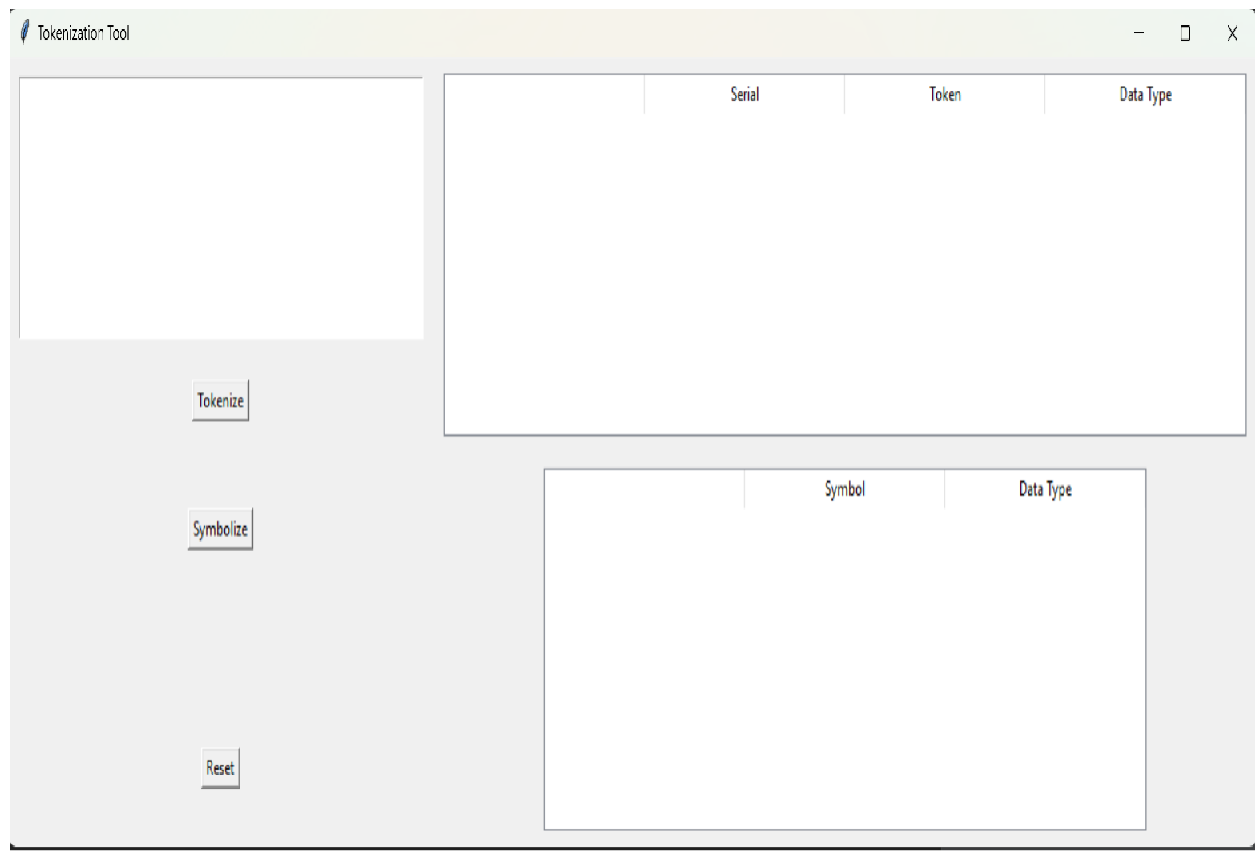 Tokenization Tool
Serial Token Data Type
Tokenize
Symbol Data Type
Symbolize
Reset